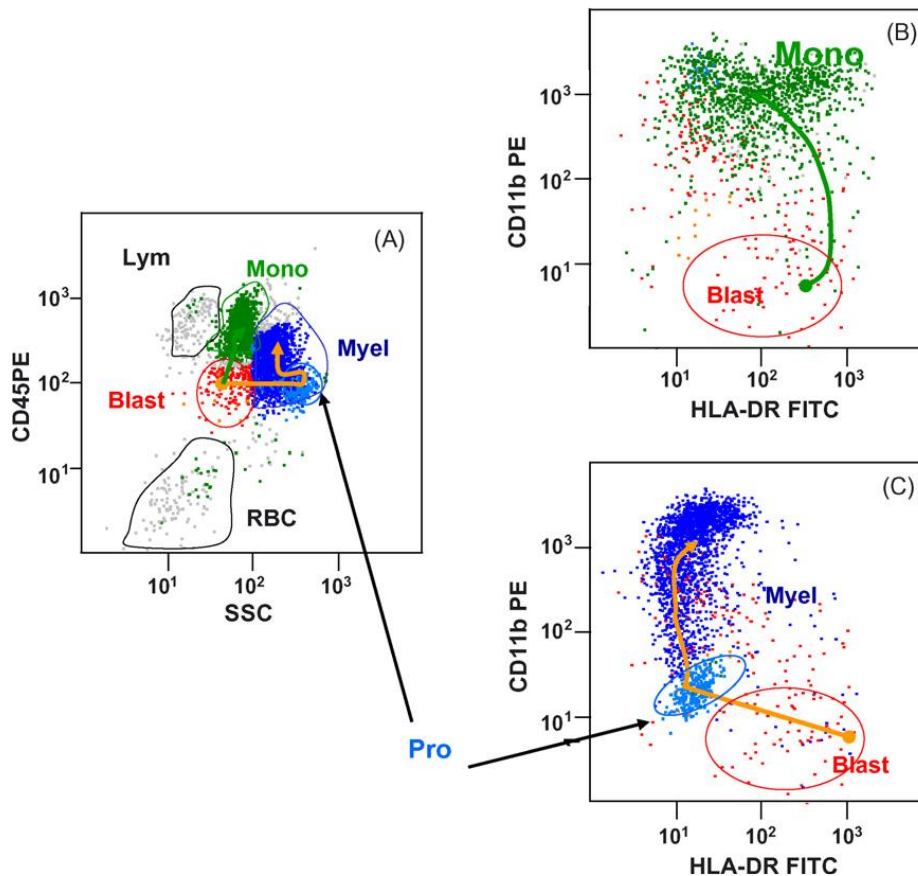 (A)
Lym
Mono
Myel
Blast
RBC
CD45PE
10³
10²
10¹
10¹
10²
10³
SSC
Pro
(B)
Mono
Blast
CD11b PE
10³
10²
10¹
10¹
10²
10³
HLA-DR FITC
(C)
Myel
Blast
CD11b PE
10³
10²
10¹
10¹
10²
10³
HLA-DR FITC